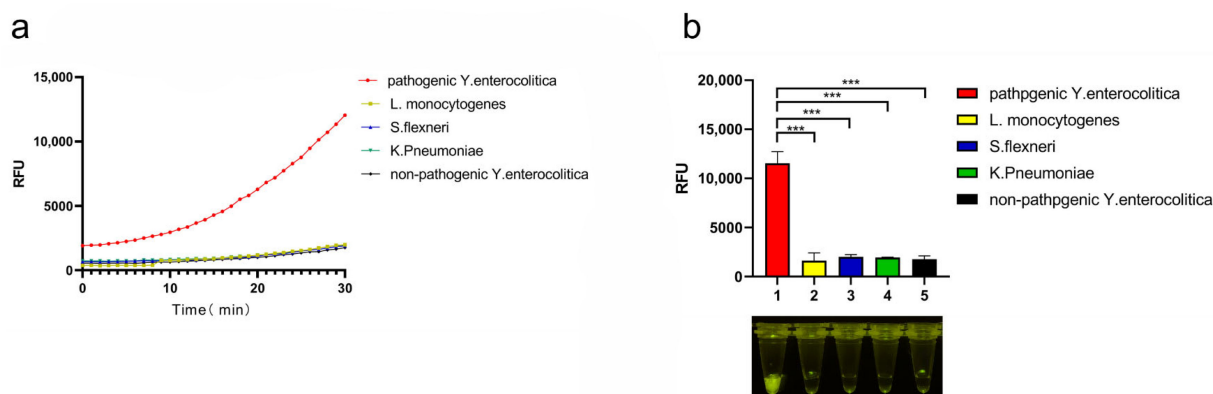 a
15,000
10,000
5000
0
RFU
0
10
20
30
Time( min)
pathogenic Y.enterocolitica
L. monocytogenes
S.flexneri
K.Pneumoniae
non-pathogenic Y.enterocolitica
b
20,000
15,000
10,000
5000
0
RFU
***
***
***
***
1 2 3 4 5
pathpgenic Y.enterocolitica
L. monocytogenes
S.flexneri
K.Pneumoniae
non-pathpgenic Y.enterocolitica